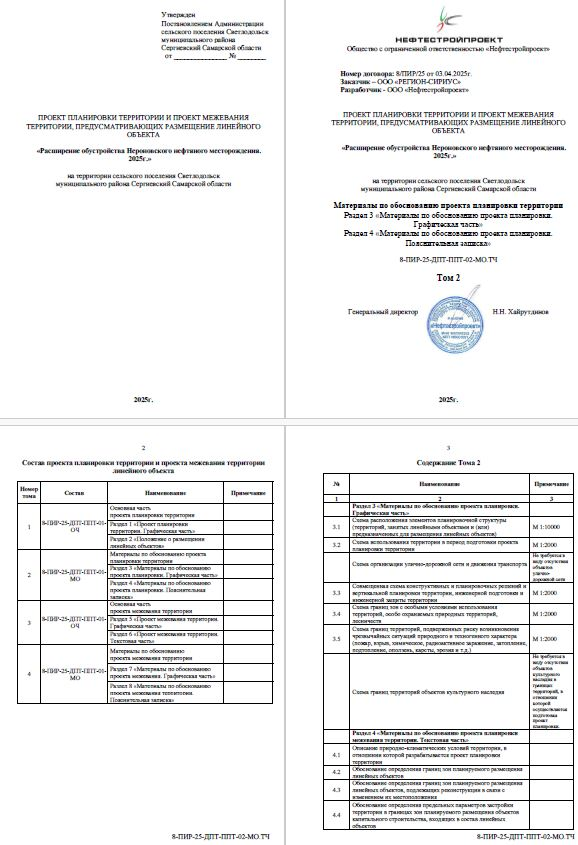 Утвержден
Постановлением Администрации
сельского поселения Светлодольск
муниципального района
Сергиевский Самарской области
от _______________ № ________
ПРОЕКТ ПЛАНИРОВКИ ТЕРРИТОРИИ И ПРОЕКТ МЕЖЕВАНИЯ
ТЕРРИТОРИИ, ПРЕДУСМАТРИВАЮЩИХ РАЗМЕЩЕНИЕ ЛИНЕЙНОГО
ОБЪЕКТА
«Расширение обустройства Нероновского нефтяного месторождения.
2025г.»
на территории сельского поселения Светлодольск
муниципального района Сергиевский Самарской области
2025г.
НЕФТЕСТРОЙПРОЕКТ
Общество с ограниченной ответственностью «Нефтестройпроект»
Номер договора: 8/ПИР/25 от 03.04.2025г.
Заказчик – ООО «РЕГИОН-СИРИУС»
Разработчик - ООО «Нефтестройпроект»
ПРОЕКТ ПЛАНИРОВКИ ТЕРРИТОРИИ И ПРОЕКТ МЕЖЕВАНИЯ
ТЕРРИТОРИИ, ПРЕДУСМАТРИВАЮЩИХ РАЗМЕЩЕНИЕ ЛИНЕЙНОГО
ОБЪЕКТА
«Расширение обустройства Нероновского нефтяного месторождения.
2025г.»
на территории сельского поселения Светлодольск
муниципального района Сергиевский Самарской области
Материалы по обоснованию проекта планировки территории
Раздел 3 «Материалы по обоснованию проекта планировки.
Графическая часть»
Раздел 4 «Материалы по обоснованию проекта планировки.
Пояснительная записка»
8-ПИР-25-ДПТ-ППТ-02-МО.ТЧ
Том 2
Генеральный директор
«Нефтестройпроект»
Н.Н. Хайрутдинов
2025г.
2
Состав проекта планировки территории и проекта межевания территории
линейного объекта
Номер тома Состав Наименование Примечание
1 8-ПИР-25-ДПТ-ППТ-01-ОЧ
Основная часть
проекта планировки территории
Раздел 1 «Проект планировки
территории. Графическая часть»
Раздел 2 «Положение о размещении
линейных объектов»
2 8-ПИР-25-ДПТ-ППТ-01-МО
Материалы по обоснованию проекта
планировки территории
Раздел 3 «Материалы по обоснованию
проекта планировки. Графическая часть»
Раздел 4 «Материалы по обоснованию
проекта планировки. Пояснительная
записка»
3 8-ПИР-25-ДПТ-ППТ-01-ОЧ
Основная часть
проекта межевания территории
Раздел 5 «Проект межевания территории.
Графическая часть»
Раздел 6 «Проект межевания территории.
Текстовая часть»
4 8-ПИР-25-ДПТ-ППТ-01-МО
Материалы по обоснованию
проекта межевания территории
Раздел 7 «Материалы по обоснованию
проекта межевания. Графическая часть»
Раздел 8 «Материалы по обоснованию
проекта межевания территории.
Пояснительная записка»
8-ПИР-25-ДПТ-ППТ-02-МО.ТЧ
3
Содержание Тома 2
№ Наименование Примечание
1 2 3
Раздел 3 «Материалы по обоснованию проекта планировки.
Графическая часть»
3.1 Схема расположения элементов планировочной структуры
(территорий, занятых линейными объектами и (или)
предназначенных для размещения линейных объектов)
М 1:10000
3.2 Схема использования территории в период подготовки проекта
планировки территории
М 1:2000
Схема организации улично-дорожной сети и движения транспорта
Не требуется в
виду отсутствия
объектов
улично-
дорожной сети
3.3 Совмещенная схема конструктивных и планировочных решений и
вертикальной планировки территории, инженерной подготовки и
инженерной защиты территории
М 1:2000
3.4 Схема границ зон с особыми условиями использования
территорий, особо охраняемых природных территорий,
лесничеств
М 1:2000
3.5 Схема границ территорий, подверженных риску возникновения
чрезвычайных ситуаций природного и техногенного характера
(пожар, взрыв, химическое, радиоактивное заражение, затопление,
подтопление, оползень, карсты, эрозия и т.д.)
М 1:2000
Схема границ территорий объектов культурного наследия
Не требуется в
виду отсутствия
объектов
культурного
наследия в
границах
территорий, в
отношении
которой
осуществляется
подготовка
проект
планировки.
Раздел 4 «Материалы по обоснованию проекта планировки
межевания территории. Текстовая часть»
4.1 Описание природно-климатических условий территории, в
отношении которой разрабатывается проект планировки
территории
4.2 Обоснование определения границ зон планируемого размещения
линейных объектов
4.3 Обоснование определения границ зон планируемого размещения
линейных объектов, подлежащих реконструкции в связи с
изменением их местоположения
4.4 Обоснование определения предельных параметров застройки
территории в границах зон планируемого размещения объектов
капитального строительства, входящих в состав линейных
объектов
8-ПИР-25-ДПТ-ППТ-02-МО.ТЧ